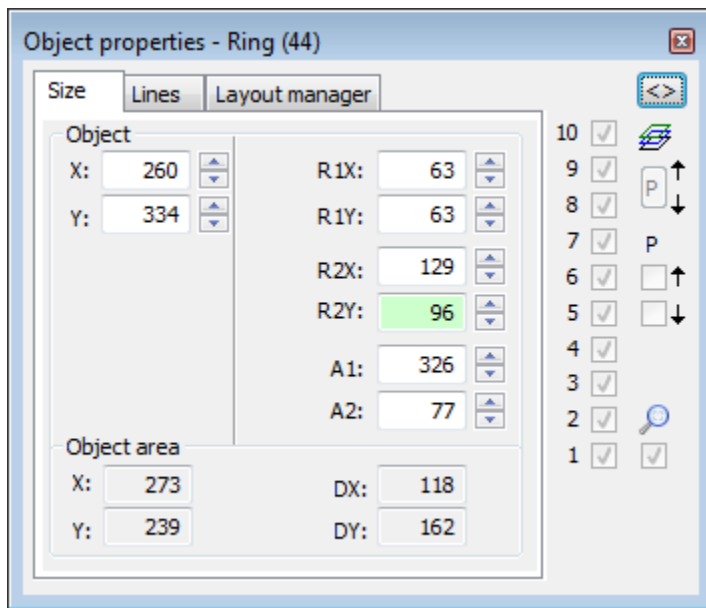 Object properties - Ring (44)
Size Lines Layout manager <>
Object
X: 260 R1X: 63
Y: 334 R1Y: 63
R2X: 129
R2Y: 96
A1: 326
A2: 77
Object area
X: 273 DX: 118
Y: 239 DY: 162
10
9 P
8
7 P
6
5
4
3
2
1